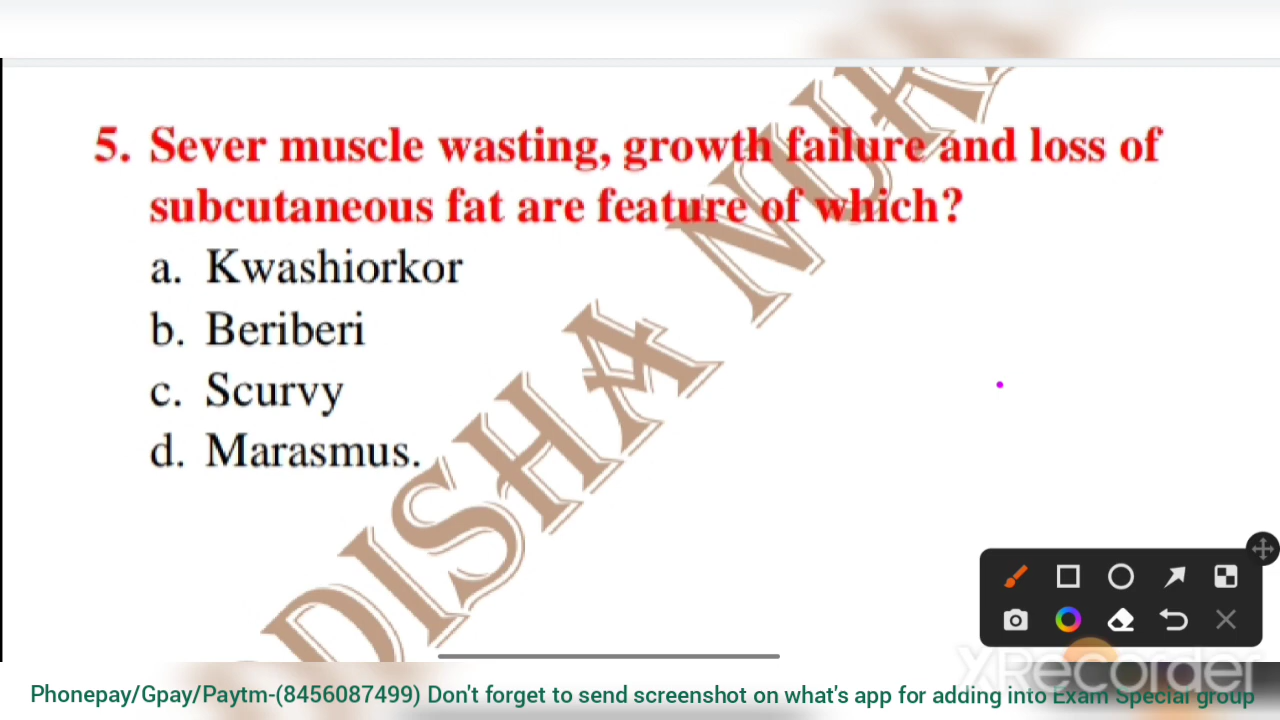 5. Sever muscle wasting, growth failure and loss of
subcutaneous fat are feature of which?
a. Kwashiorkor
b. Beriberi
c. Scurvy
d. Marasmus.
DISHA NUR
XRecorder
Phonepay/Gpay/Paytm-(8456087499) Don't forget to send screenshot on what's app for adding into Exam Special group